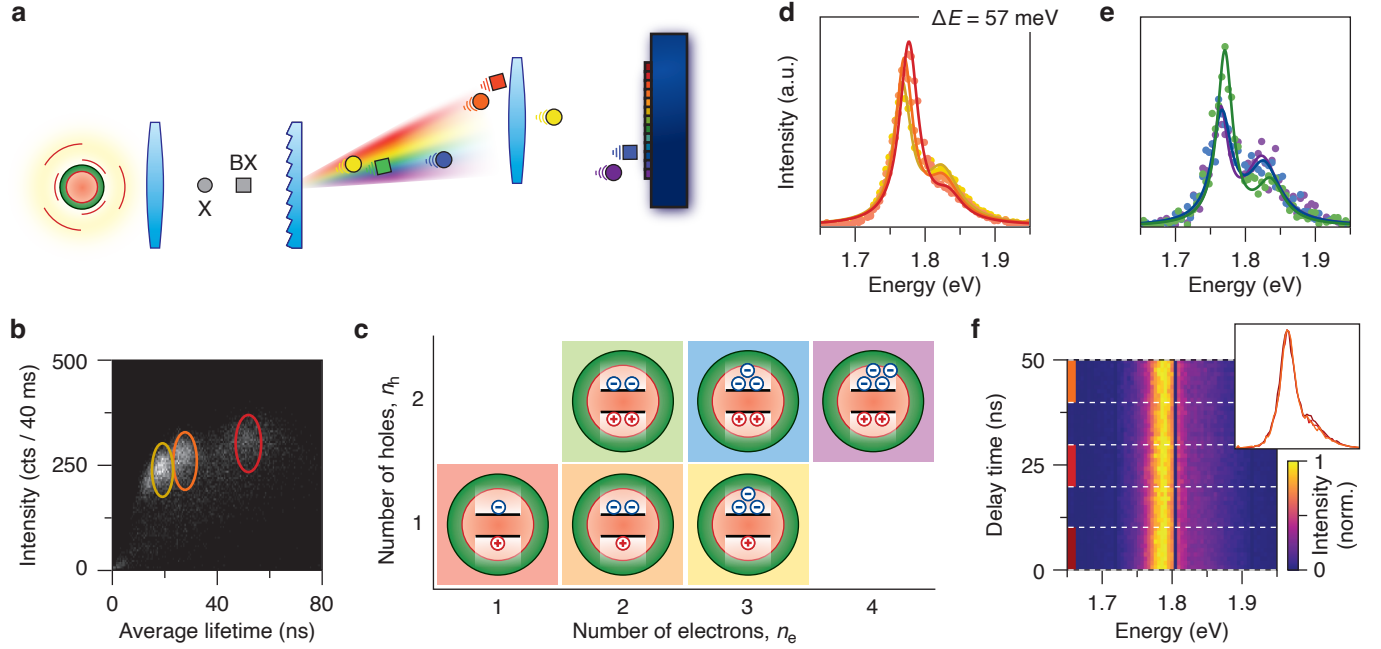 a
BX
X
b
500
250
0
0
40
80
Intensity (cts / 40 ms)
Average lifetime (ns)
c
Number of holes, nh
2
1
1
2
3
4
Number of electrons, ne
d
ΔE = 57 meV
Intensity (a.u.)
1.7
1.8
1.9
Energy (eV)
e
1.7
1.8
1.9
Energy (eV)
f
50
25
0
Delay time (ns)
1.7
1.8
1.9
Energy (eV)
1
0
Intensity
(norm.)